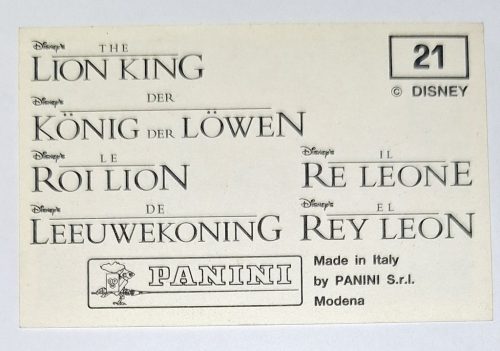 Disney's THE
LION KING
21
© DISNEY
Disney's DER
KÖNIG DER LÖWEN
Disney's LE
ROI LION
Disney's IL
RE LEONE
Disney's DE
LEEUWEKONING
Disney's EL
REY LEON
PANINI
Made in Italy
by PANINI S.r.l.
Modena